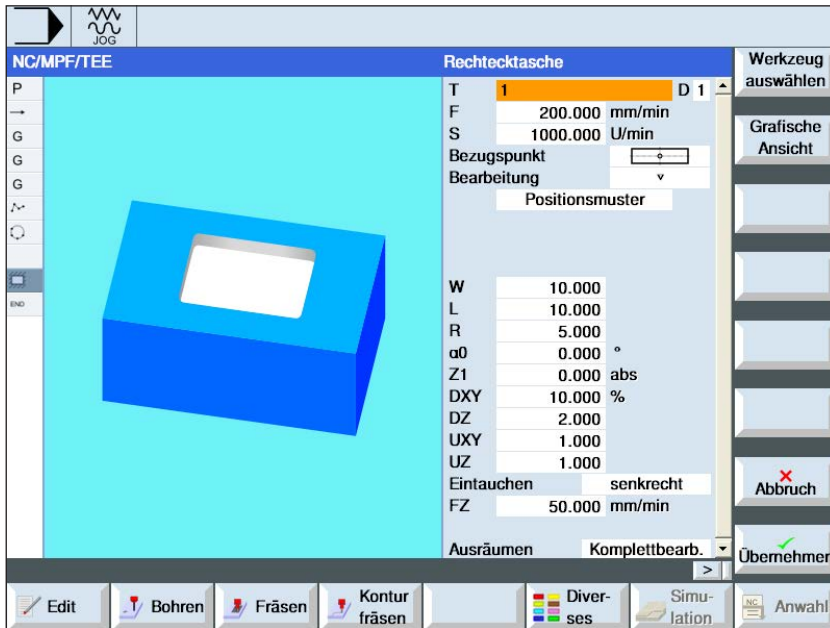 JOG
NC/MPF/TEE
Rechtecktasche
P
G
G
G
END
T 1 D 1
F 200.000 mm/min
S 1000.000 U/min
Bezugspunkt
Bearbeitung v
Positionsmuster
W 10.000
L 10.000
R 5.000
α0 0.000 °
Z1 0.000 abs
DXY 10.000 %
DZ 2.000
UXY 1.000
UZ 1.000
Eintauchen senkrecht
FZ 50.000 mm/min
Ausräumen Komplettbearb.
>
Werkzeug
auswählen
Grafische
Ansicht
Abbruch
Übernehmen
Edit
Bohren
Fräsen
Kontur
fräsen
Diver-
ses
Simu-
lation
NC
Anwahl